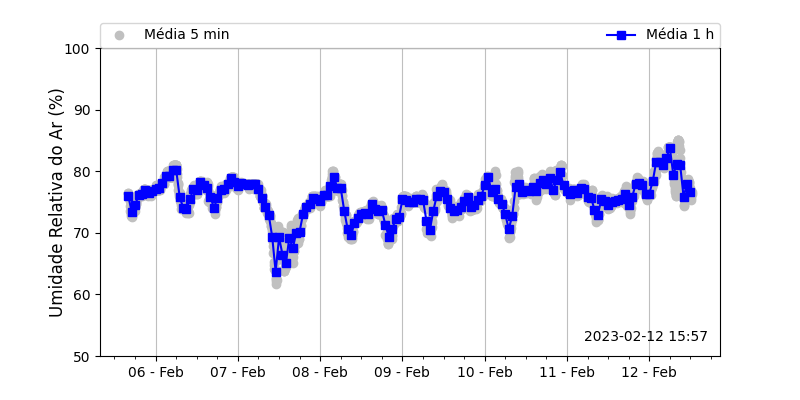 Média 5 min
Média 1 h
Umidade Relativa do Ar (%)
100
90
80
70
60
50
2023-02-12 15:57
06 - Feb
07 - Feb
08 - Feb
09 - Feb
10 - Feb
11 - Feb
12 - Feb